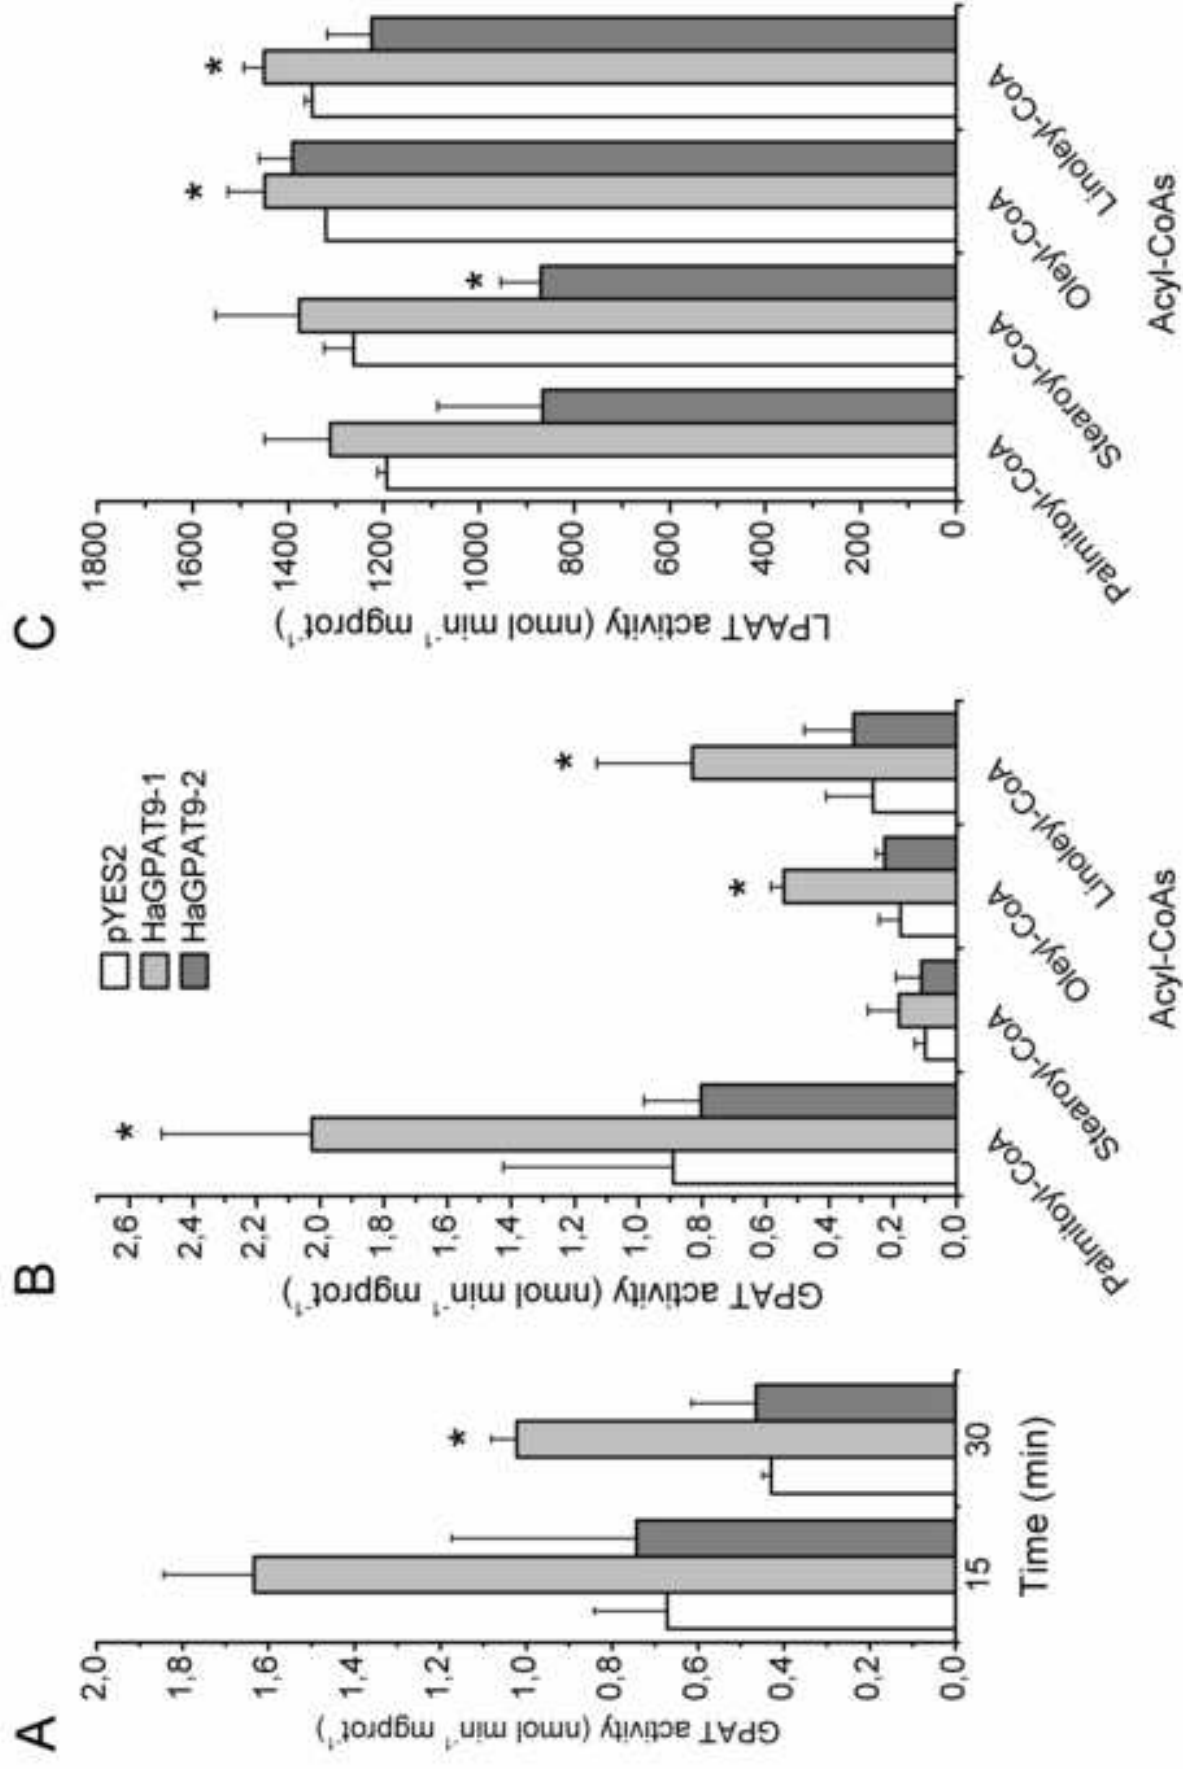 A
GPAT activity (nmol min⁻¹ mgprot⁻¹)
2,0
1,8
1,6
1,4
1,2
1,0
0,8
0,6
0,4
0,2
0,0
*
15
30
Time (min)
B
pYES2
HaGPAT9-1
HaGPAT9-2
GPAT activity (nmol min⁻¹ mgprot⁻¹)
2,6
2,4
2,2
2,0
1,8
1,6
1,4
1,2
1,0
0,8
0,6
0,4
0,2
0,0
*
*
*
Palmitoyl-CoA
Stearoyl-CoA
Oleyl-CoA
Linoleyl-CoA
Acyl-CoAs
C
LPAAT activity (nmol min⁻¹ mgprot⁻¹)
1800
1600
1400
1200
1000
800
600
400
200
0
*
*
*
Palmitoyl-CoA
Stearoyl-CoA
Oleyl-CoA
Linoleyl-CoA
Acyl-CoAs